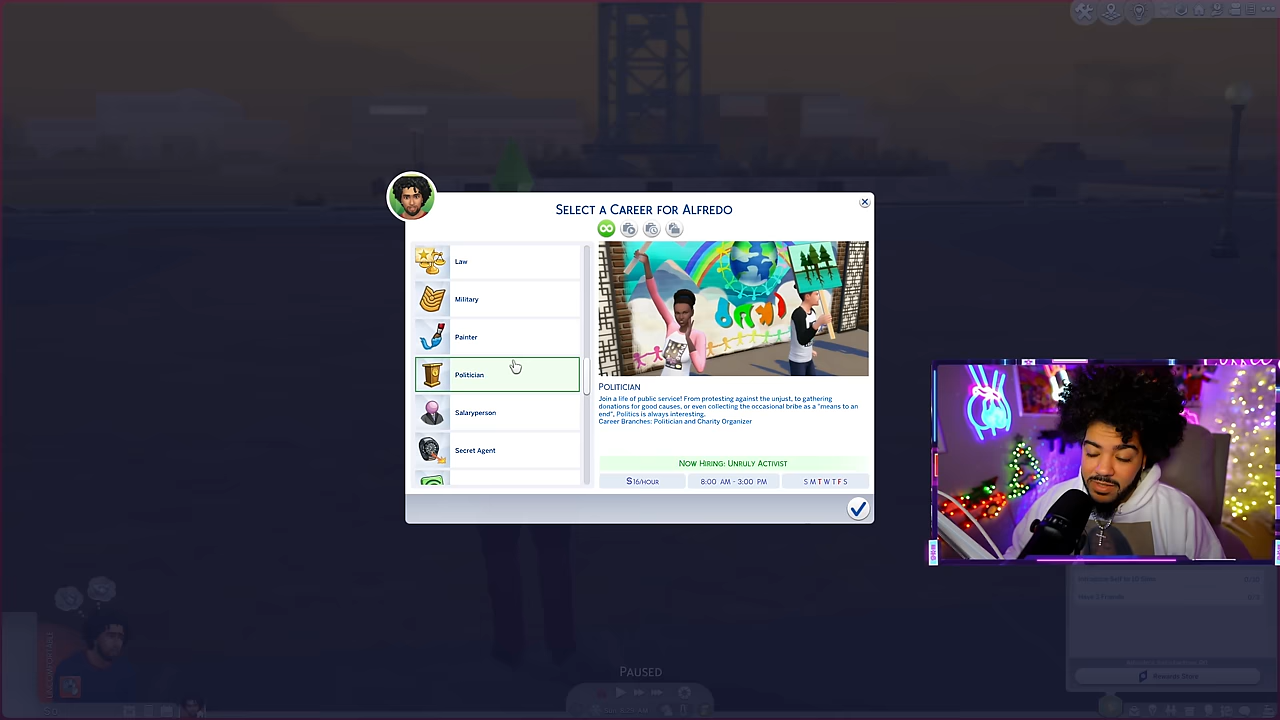 SELECT A CAREER FOR ALFREDO
Law
Military
Painter
Politician
Salaryperson
Secret Agent
POLITICIAN
Join a life of public service! From protesting against the unjust, to gathering
donations for good causes, or even collecting the occasional bribe as a "means to an
end", Politics is always interesting.
Career Branches: Politician and Charity Organizer
NOW HIRING: UNRULY ACTIVIST
§16/HOUR
8:00 AM - 3:00 PM
S M T W T F S
PAUSED
Rewards Store